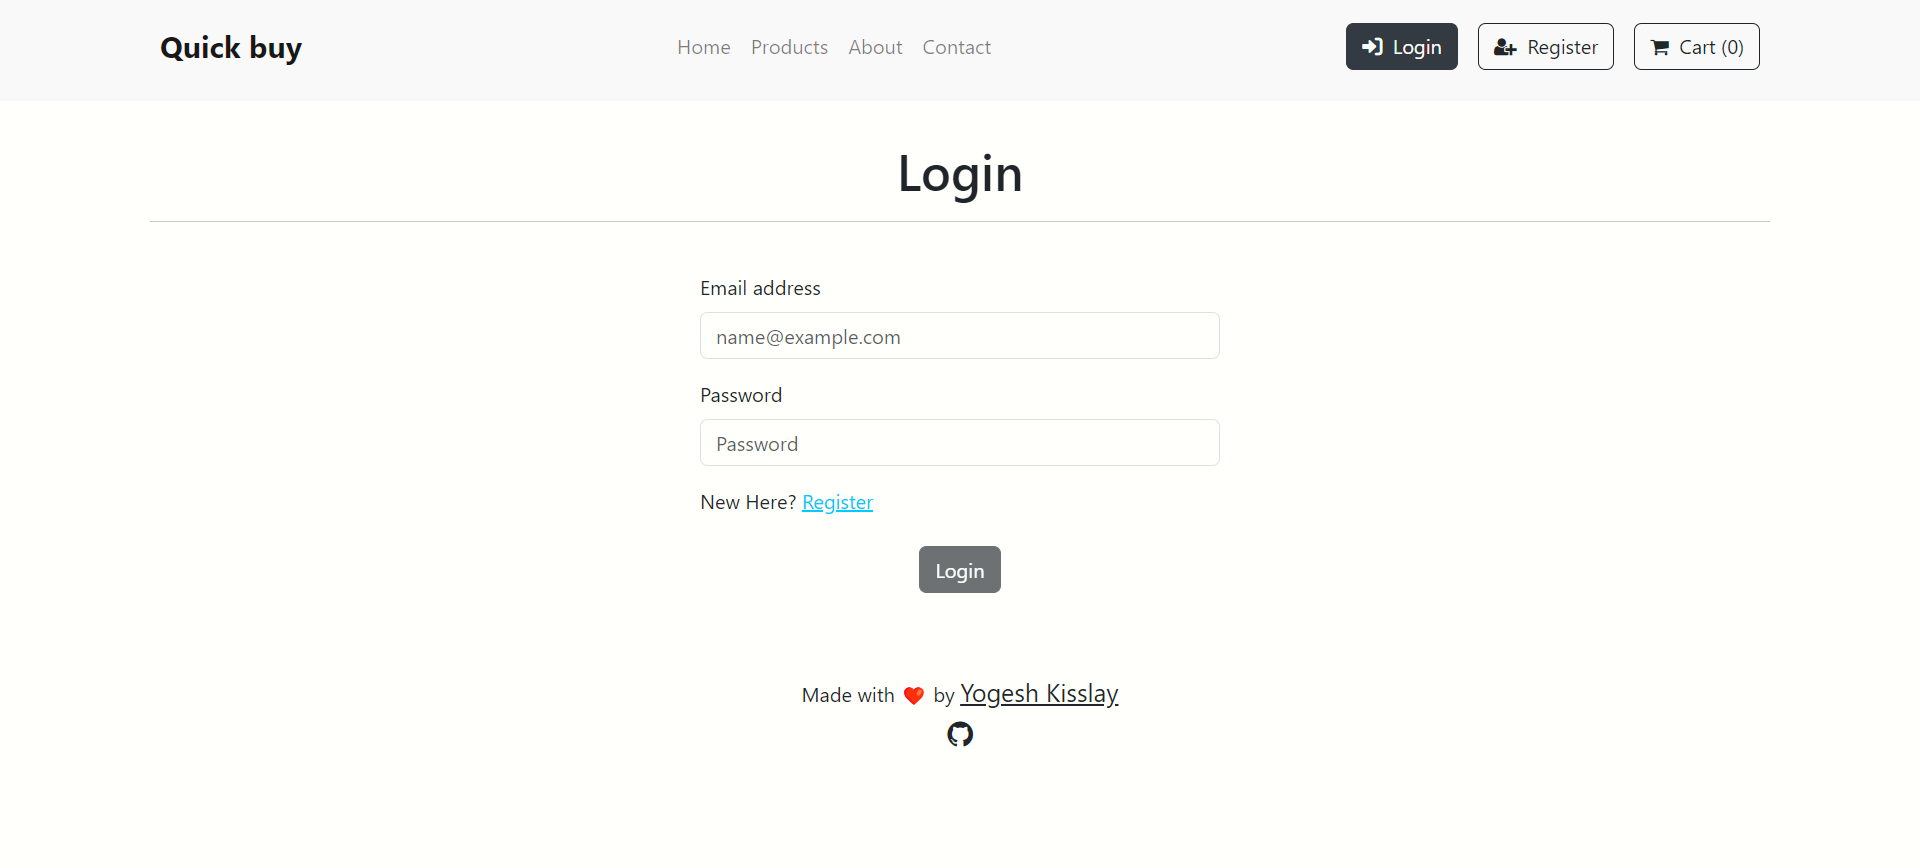 Quick buy
Home Products About Contact
Login Register Cart (0)
Login
Email address
name@example.com
Password
Password
New Here? Register
Login
Made with ❤️ by Yogesh Kisslay